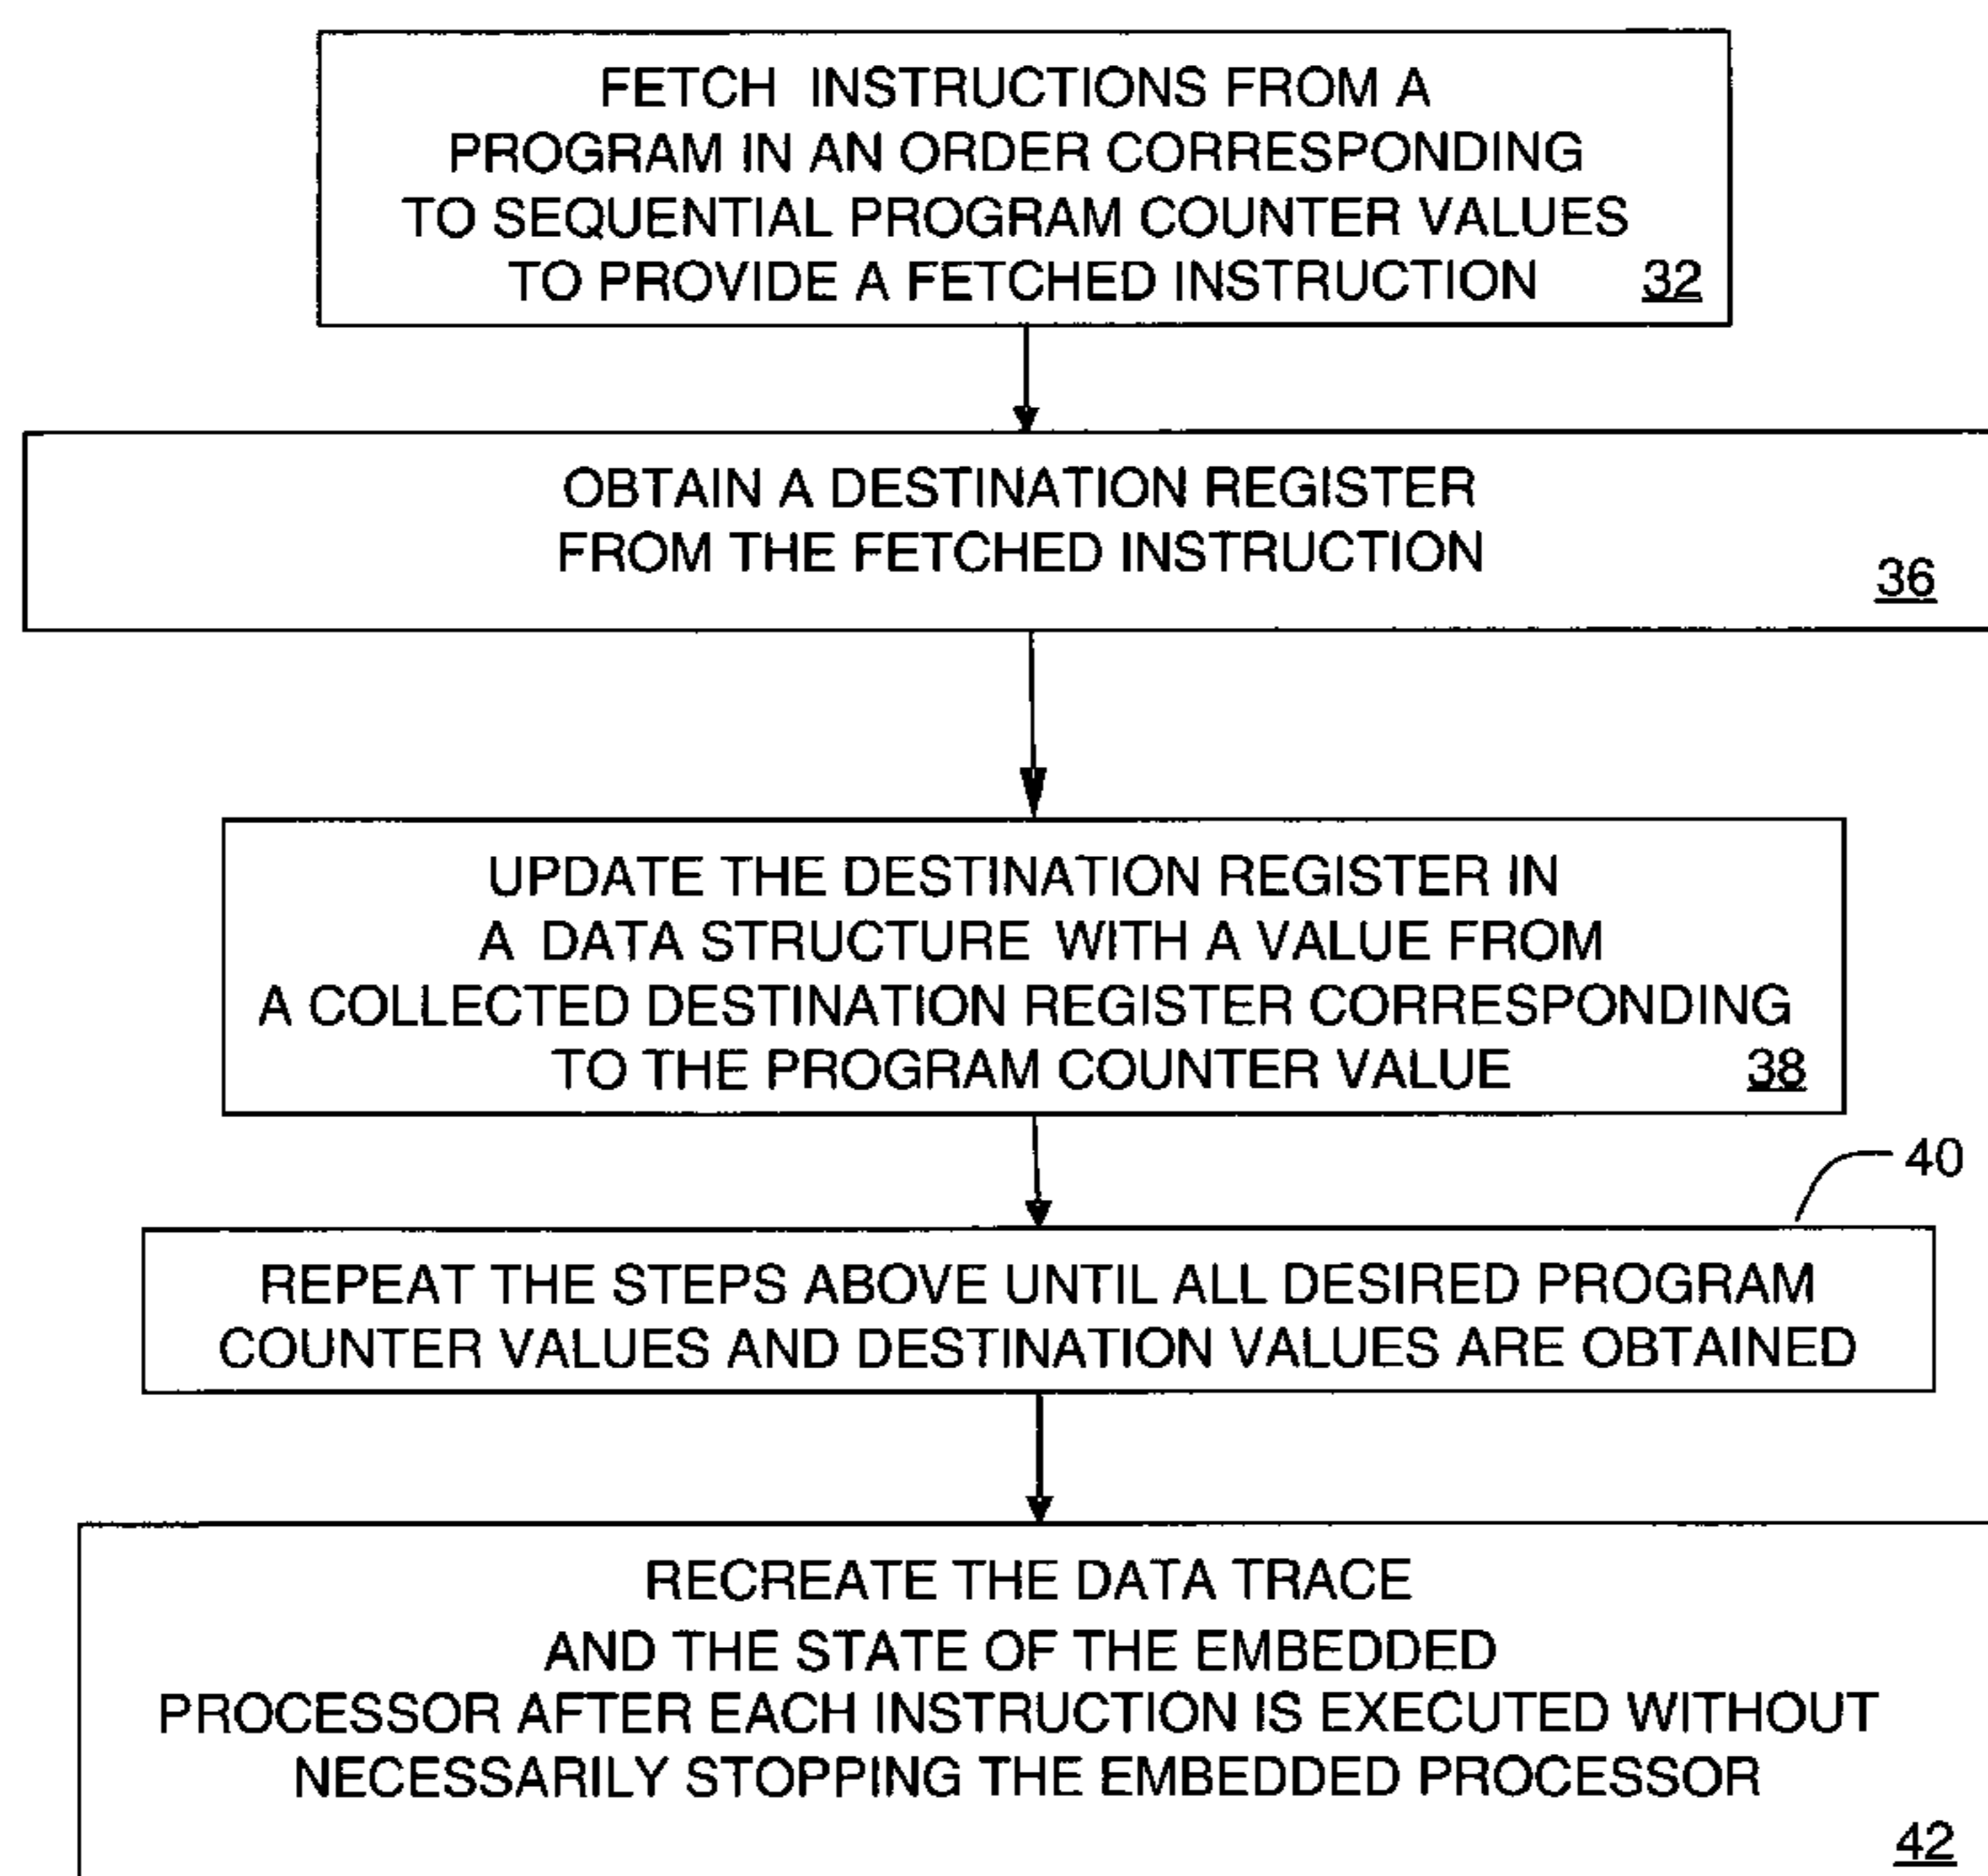 FETCH INSTRUCTIONS FROM A
PROGRAM IN AN ORDER CORRESPONDING
TO SEQUENTIAL PROGRAM COUNTER VALUES
TO PROVIDE A FETCHED INSTRUCTION 32
OBTAIN A DESTINATION REGISTER
FROM THE FETCHED INSTRUCTION
36
UPDATE THE DESTINATION REGISTER IN
A DATA STRUCTURE WITH A VALUE FROM
A COLLECTED DESTINATION REGISTER CORRESPONDING
TO THE PROGRAM COUNTER VALUE 38
40
REPEAT THE STEPS ABOVE UNTIL ALL DESIRED PROGRAM
COUNTER VALUES AND DESTINATION VALUES ARE OBTAINED
RECREATE THE DATA TRACE
AND THE STATE OF THE EMBEDDED
PROCESSOR AFTER EACH INSTRUCTION IS EXECUTED WITHOUT
NECESSARILY STOPPING THE EMBEDDED PROCESSOR
42